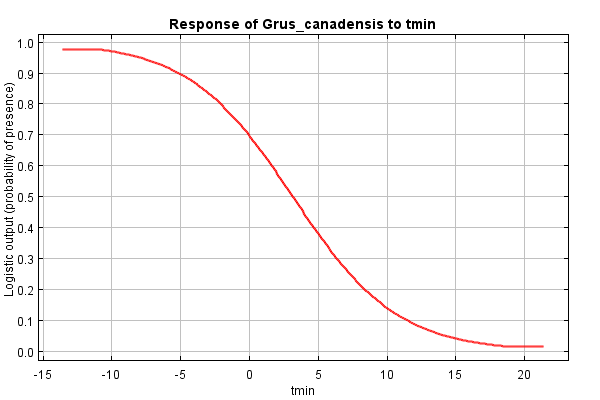 Response of Grus_canadensis to tmin
Logistic output (probability of presence)
1.0
0.9
0.8
0.7
0.6
0.5
0.4
0.3
0.2
0.1
0.0
-15 -10 -5 0 5 10 15 20
tmin